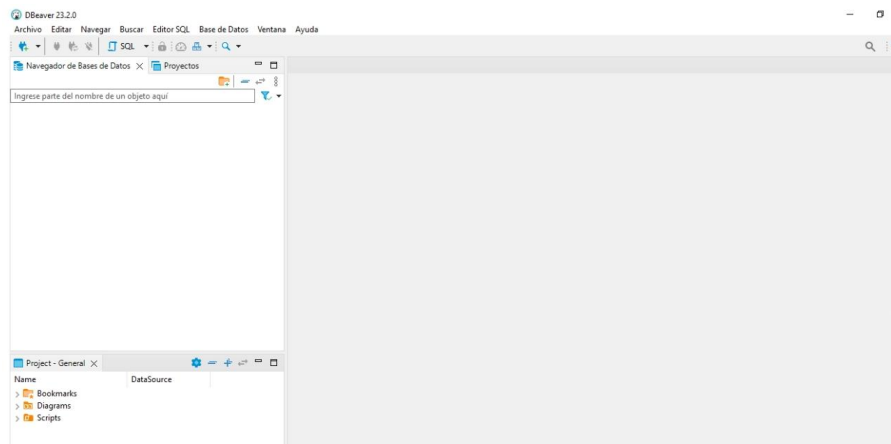 DBeaver 23.2.0
Archivo Editar Navegar Buscar Editor SQL Base de Datos Ventana Ayuda
SQL
Navegador de Bases de Datos Proyectos
Ingrese parte del nombre de un objeto aquí
Project - General
Name DataSource
Bookmarks
Diagrams
Scripts